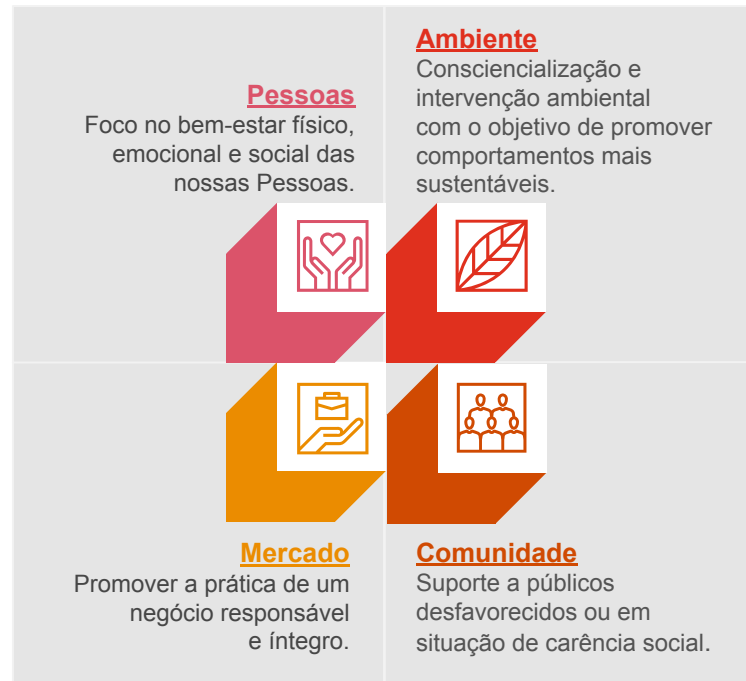 Pessoas
Foco no bem-estar físico,
emocional e social das
nossas Pessoas.
Ambiente
Consciencialização e
intervenção ambiental
com o objetivo de promover
comportamentos mais
sustentáveis.
Mercado
Promover a prática de um
negócio responsável
e íntegro.
Comunidade
Suporte a públicos
desfavorecidos ou em
situação de carência social.